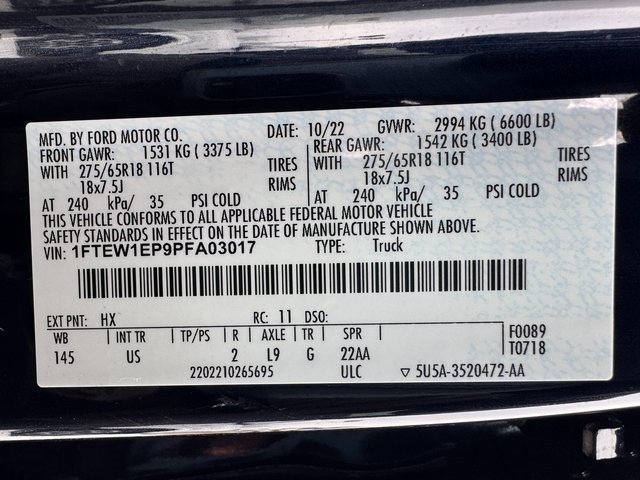 MFD. BY FORD MOTOR CO. DATE: 10/22 GVWR: 2994 KG ( 6600 LB)
FRONT GAWR: 1531 KG ( 3375 LB) REAR GAWR: 1542 KG ( 3400 LB)
WITH 275/65R18 116T TIRES WITH 275/65R18 116T TIRES
18x7.5J RIMS 18x7.5J RIMS
AT 240 kPa/ 35 PSI COLD AT 240 kPa/ 35 PSI COLD
THIS VEHICLE CONFORMS TO ALL APPLICABLE FEDERAL MOTOR VEHICLE
SAFETY STANDARDS IN EFFECT ON THE DATE OF MANUFACTURE SHOWN ABOVE.
VIN: 1FTEW1EP9PFA03017 TYPE: Truck
EXT PNT: HX RC: 11 DSO:
WB INT TR TP/PS R AXLE TR SPR F0089
145 US 2 L9 G 22AA T0718
2202210265695 ULC ▽ 5U5A-3520472-AA